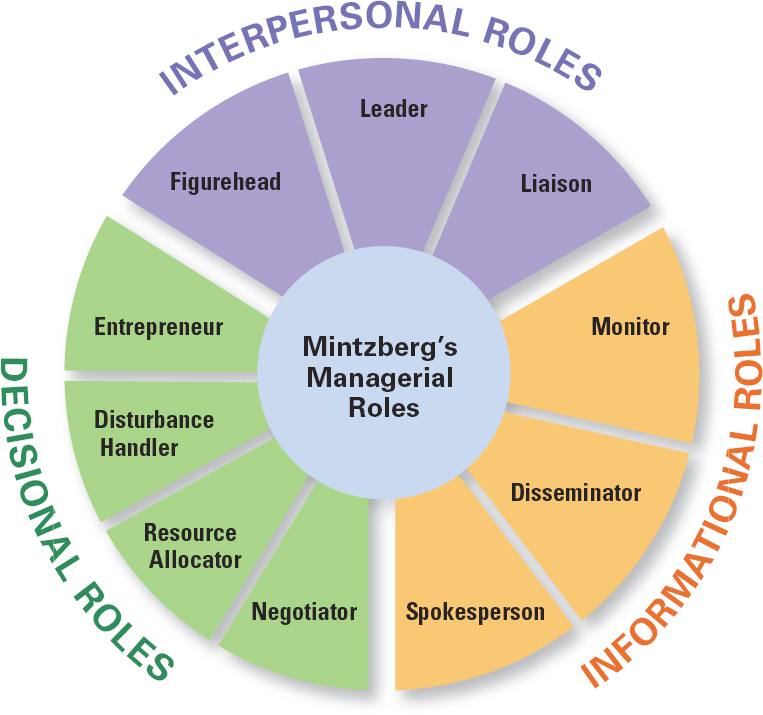 INTERPERSONAL ROLES
Leader
Figurehead
Liaison
Entrepreneur
Monitor
Mintzberg’s
Managerial
Roles
Disturbance
Handler
Disseminator
Resource
Allocator
Negotiator
Spokesperson
DECISIONAL ROLES
INFORMATIONAL ROLES